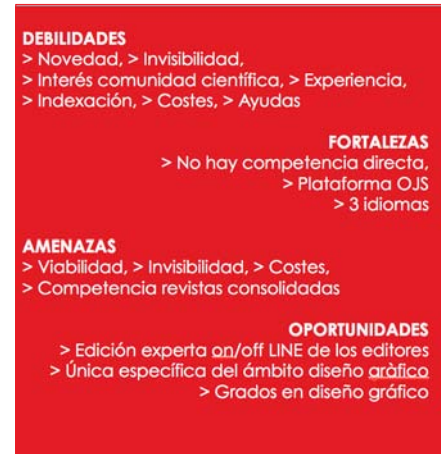 DEBILIDADES
> Novedad, > Invisibilidad,
> Interés comunidad científica, > Experiencia,
> Indexación, > Costes, > Ayudas
FORTALEZAS
> No hay competencia directa,
> Plataforma OJS
> 3 idiomas
AMENAZAS
> Viabilidad, > Invisibilidad, > Costes,
> Competencia revistas consolidadas
OPORTUNIDADES
> Edición experta on/off LINE de los editores
> Única específica del ámbito diseño gràfico
> Grados en diseño gráfico